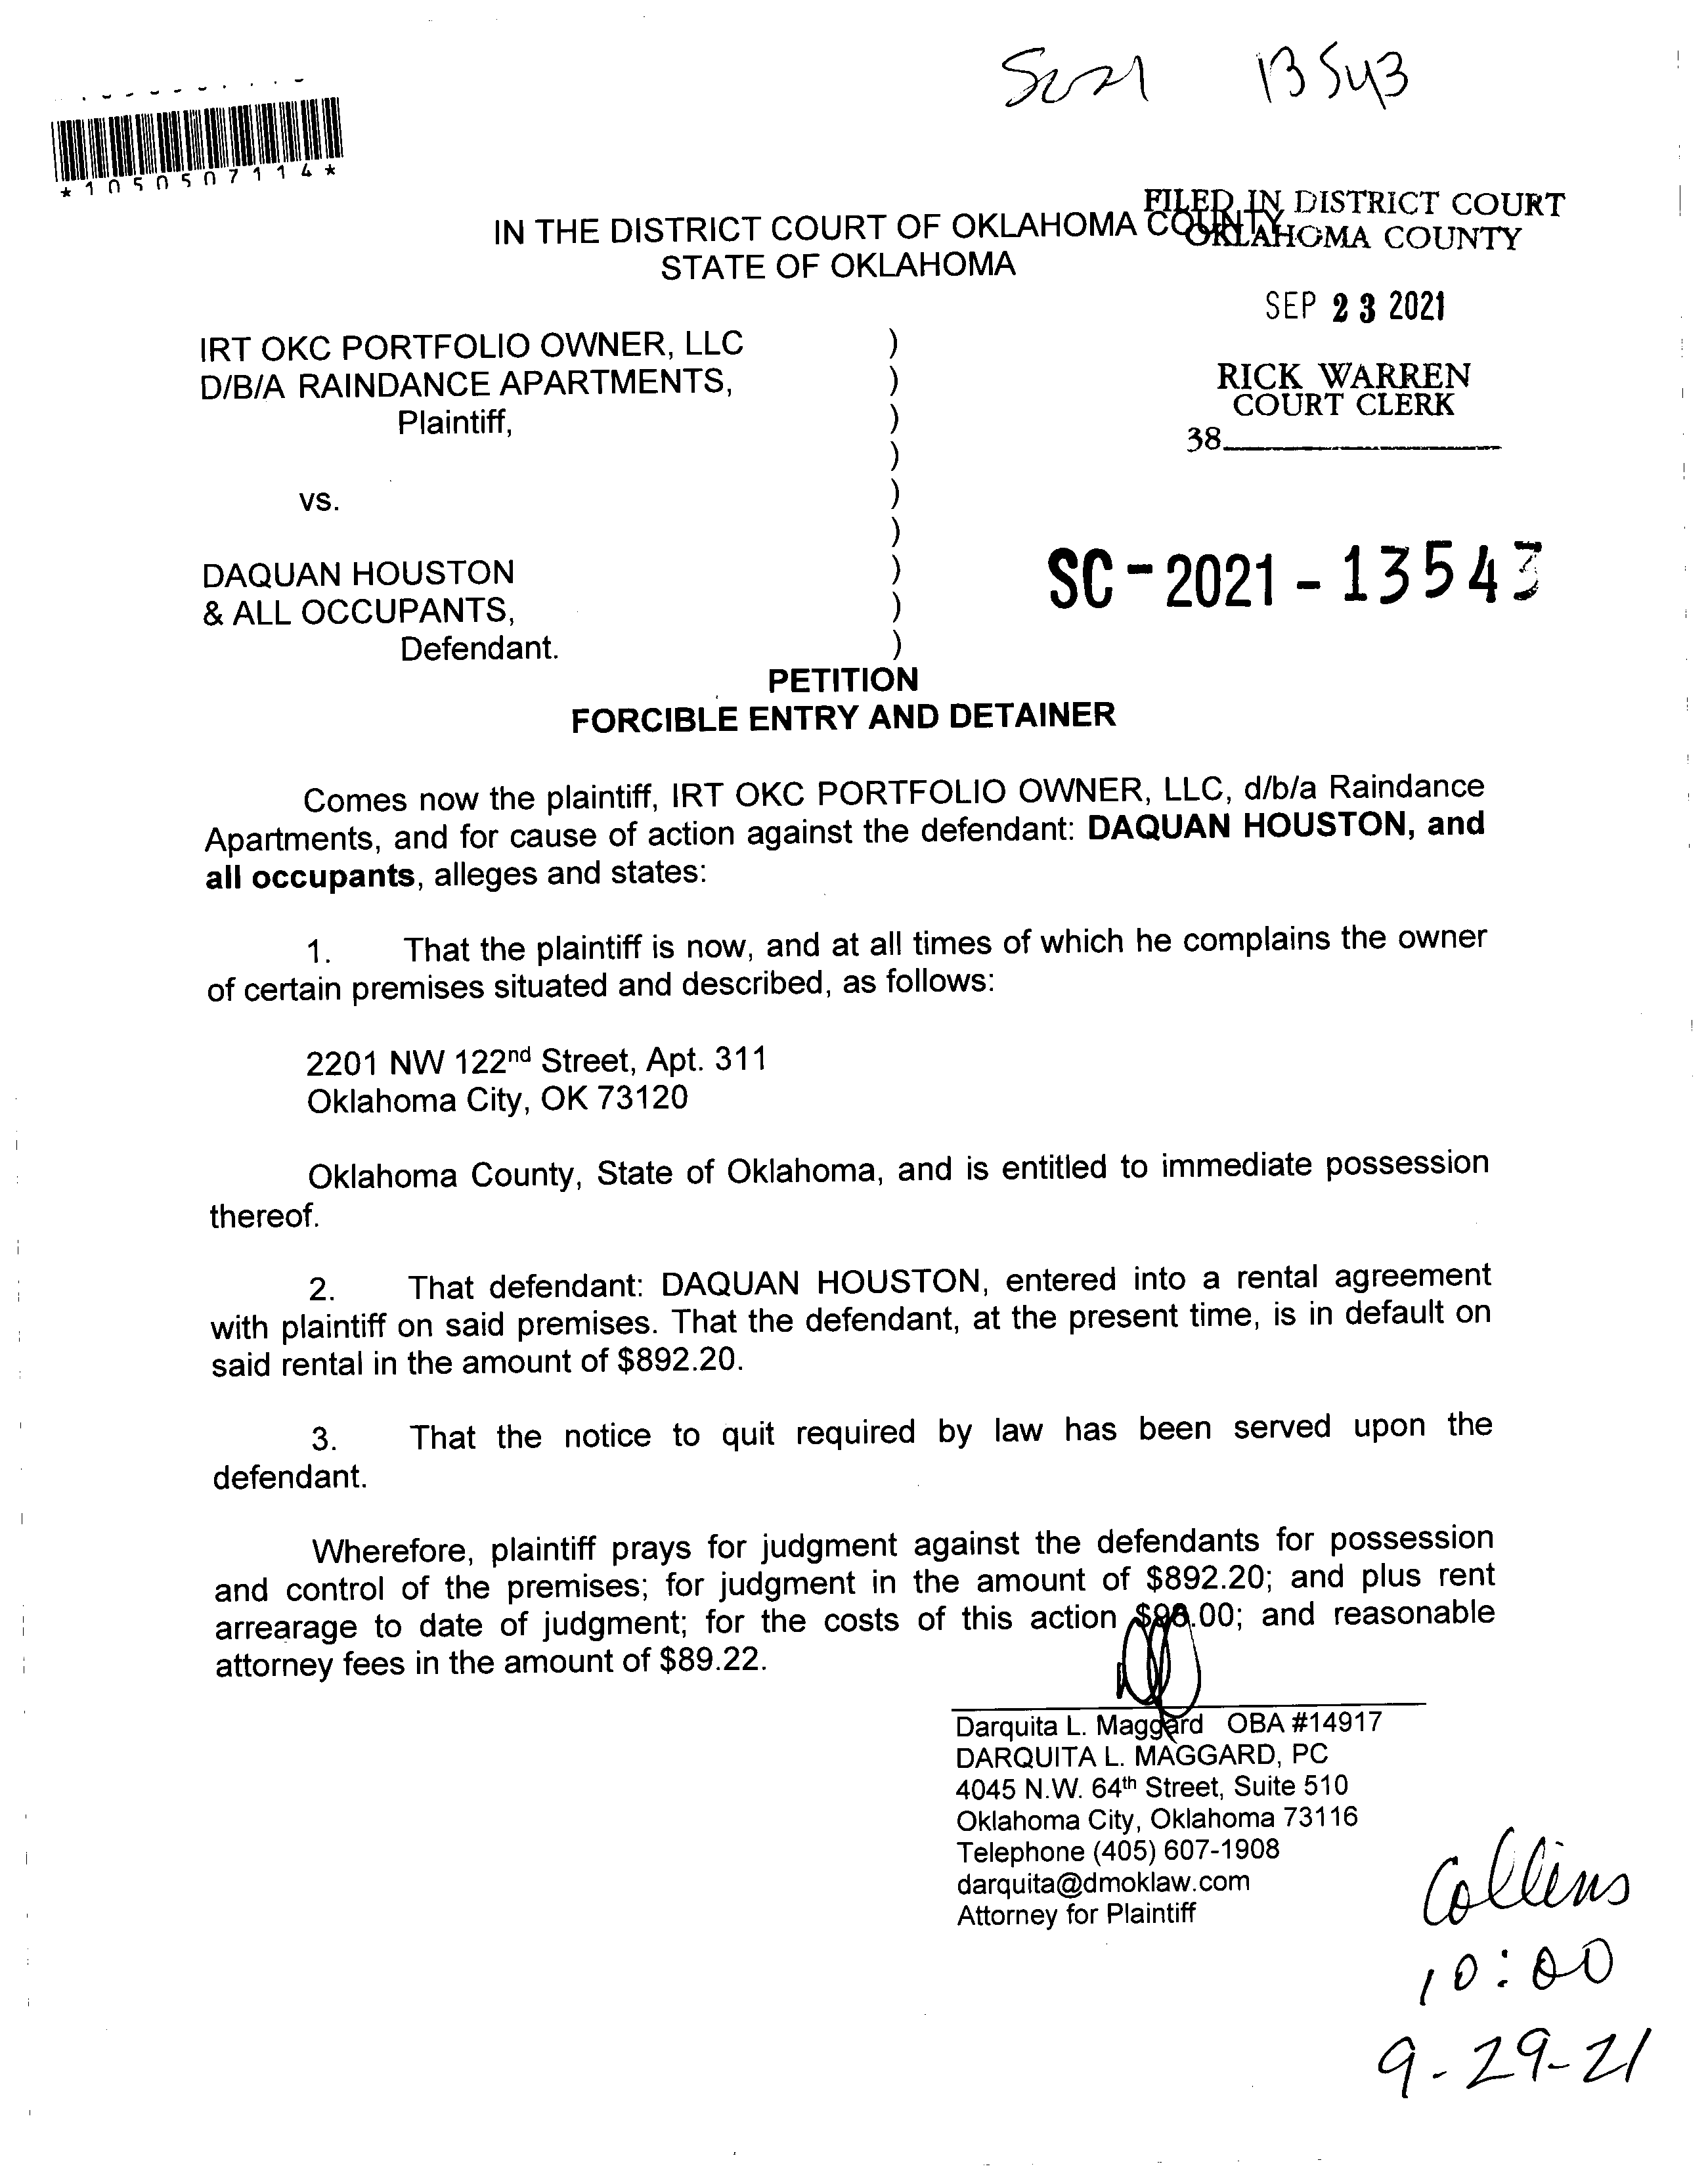 13543
*1050507114*
FILED IN DISTRICT COURT
OKLAHOMA COUNTY
IN THE DISTRICT COURT OF OKLAHOMA COUNTY
STATE OF OKLAHOMA
SEP 23 2021
RICK WARREN
COURT CLERK
38
IRT OKC PORTFOLIO OWNER, LLC )
D/B/A RAINDANCE APARTMENTS, )
Plaintiff, )
)
vs. )
)
DAQUAN HOUSTON )
& ALL OCCUPANTS, )
Defendant. )
SC-2021-13543
PETITION
FORCIBLE ENTRY AND DETAINER
Comes now the plaintiff, IRT OKC PORTFOLIO OWNER, LLC, d/b/a Raindance
Apartments, and for cause of action against the defendant: DAQUAN HOUSTON, and
all occupants, alleges and states:
1. That the plaintiff is now, and at all times of which he complains the owner
of certain premises situated and described, as follows:
2201 NW 122nd Street, Apt. 311
Oklahoma City, OK 73120
Oklahoma County, State of Oklahoma, and is entitled to immediate possession
thereof.
2. That defendant: DAQUAN HOUSTON, entered into a rental agreement
with plaintiff on said premises. That the defendant, at the present time, is in default on
said rental in the amount of $892.20.
3. That the notice to quit required by law has been served upon the
defendant.
Wherefore, plaintiff prays for judgment against the defendants for possession
and control of the premises; for judgment in the amount of $892.20; and plus rent
arrearage to date of judgment; for the costs of this action and reasonable
attorney fees in the amount of $89.22.
Darquita L. Maggard OBA #14917
DARQUITA L. MAGGARD, PC
4045 N.W. 64th Street, Suite 510
Oklahoma City, Oklahoma 73116
Telephone (405) 607-1908
darquita@dmoklaw.com
Attorney for Plaintiff
Collins
10:00
9-29-21